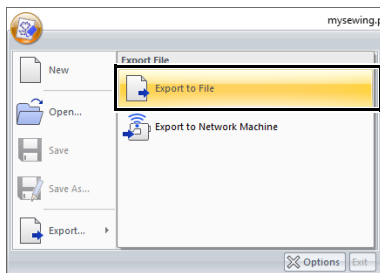 mysewing.p
Export File
New
Export to File
Open...
Export to Network Machine
Save
Save As...
Export...
Options
Exit